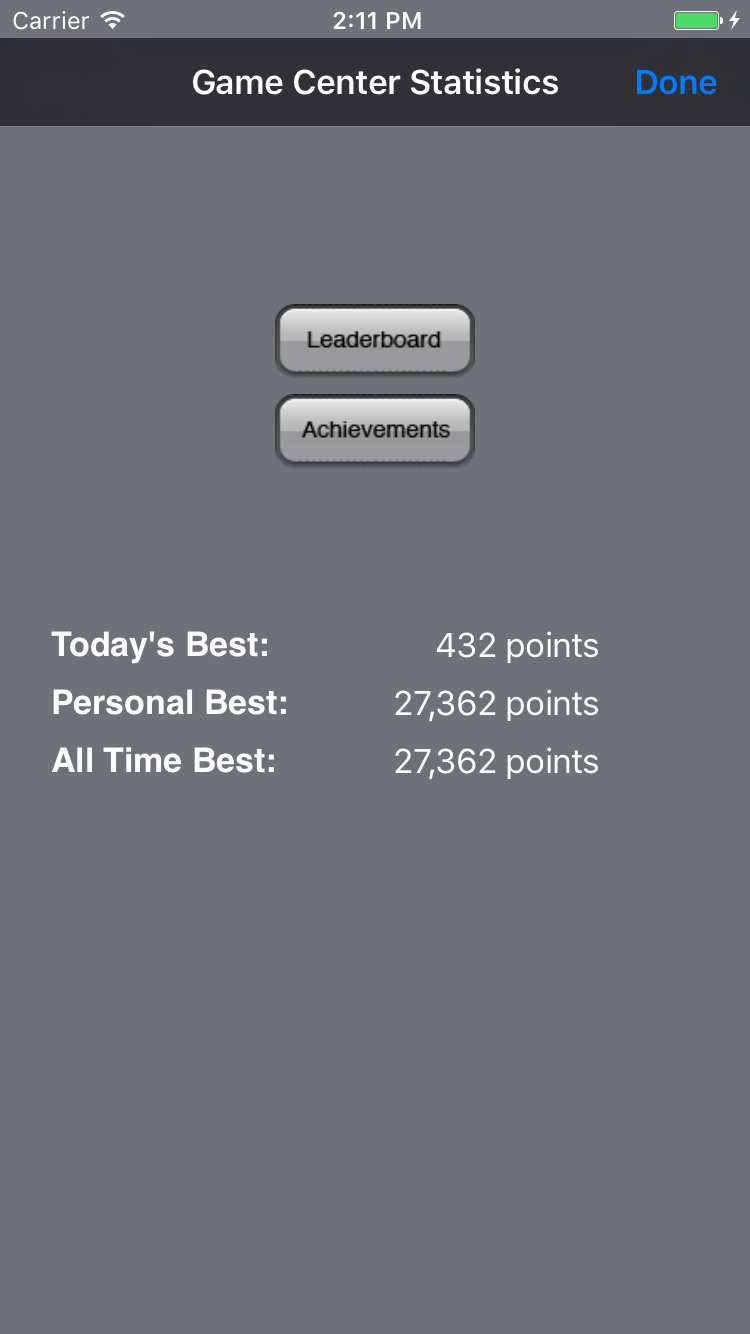 Carrier 2:11 PM
Game Center Statistics Done
Leaderboard
Achievements
Today's Best: 432 points
Personal Best: 27,362 points
All Time Best: 27,362 points